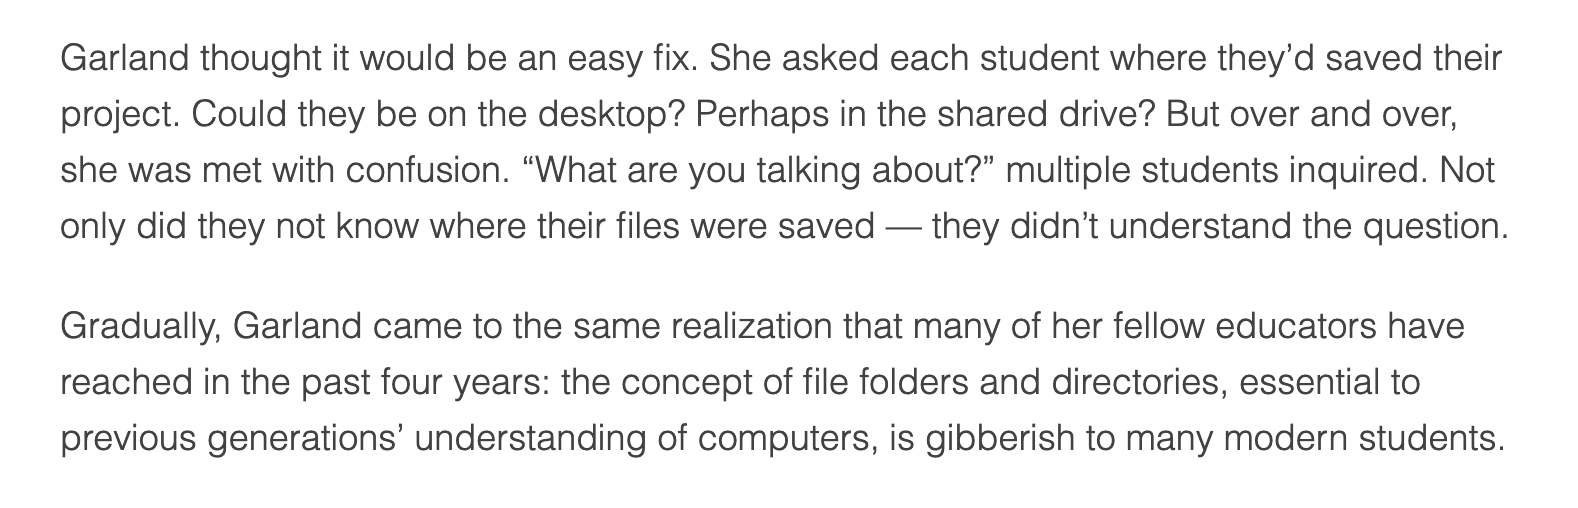 Garland thought it would be an easy fix. She asked each student where they’d saved their
project. Could they be on the desktop? Perhaps in the shared drive? But over and over,
she was met with confusion. “What are you talking about?” multiple students inquired. Not
only did they not know where their files were saved — they didn’t understand the question.
Gradually, Garland came to the same realization that many of her fellow educators have
reached in the past four years: the concept of file folders and directories, essential to
previous generations’ understanding of computers, is gibberish to many modern students.